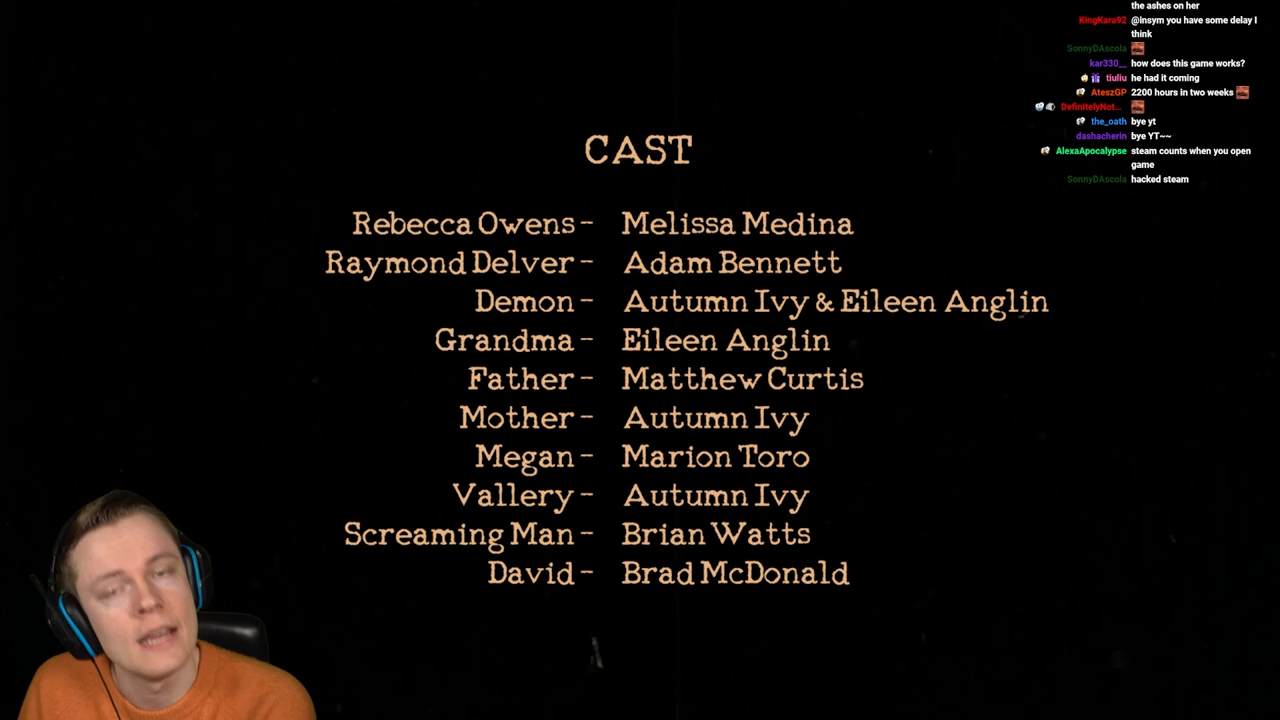 the ashes on her
KingKara92 @insym you have some delay I
think
SonnyDAscola
kar330__ how does this game works?
tiuliu he had it coming
AteszGP 2200 hours in two weeks
DefinitelyNot...
the_oath bye yt
dashacherin bye YT~~
AlexaApocalypse steam counts when you open
game
SonnyDAscola hacked steam
CAST
Rebecca Owens - Melissa Medina
Raymond Delver - Adam Bennett
Demon - Autumn Ivy & Eileen Anglin
Grandma - Eileen Anglin
Father - Matthew Curtis
Mother - Autumn Ivy
Megan - Marion Toro
Vallery - Autumn Ivy
Screaming Man - Brian Watts
David - Brad McDonald